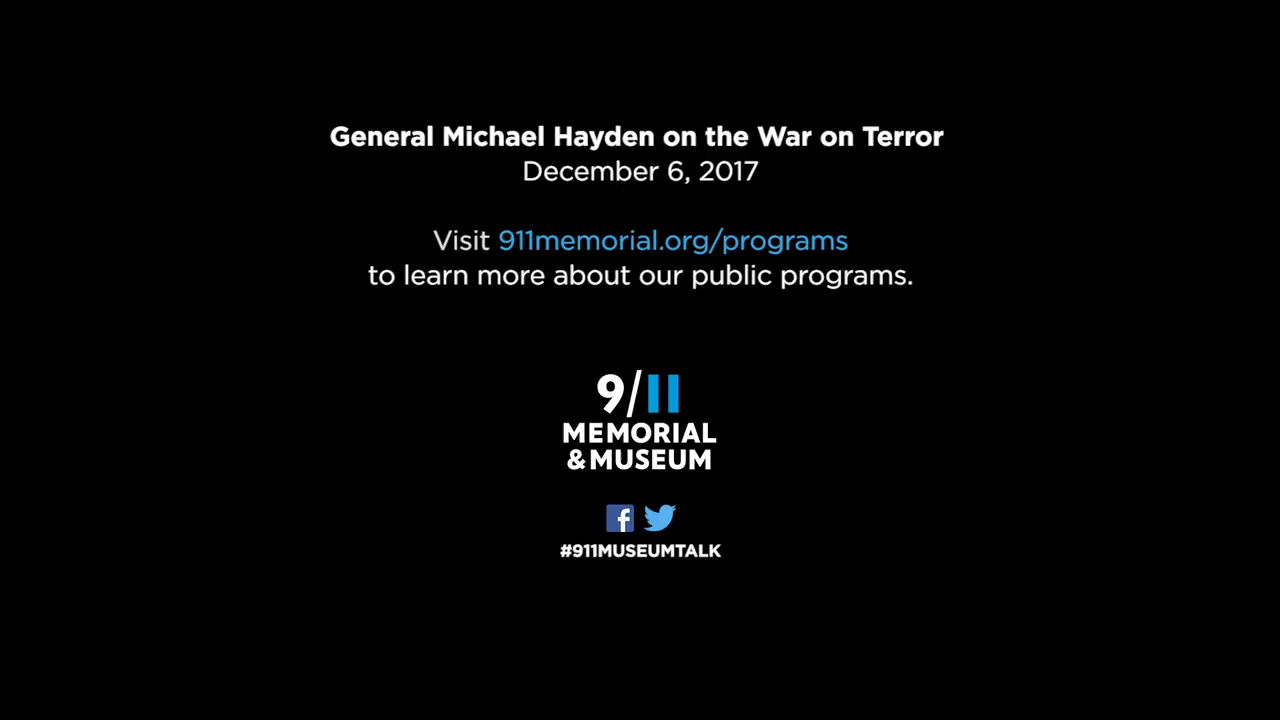 General Michael Hayden on the War on Terror
December 6, 2017
Visit 911memorial.org/programs
to learn more about our public programs.
9/11
MEMORIAL
& MUSEUM
#911MUSEUMTALK